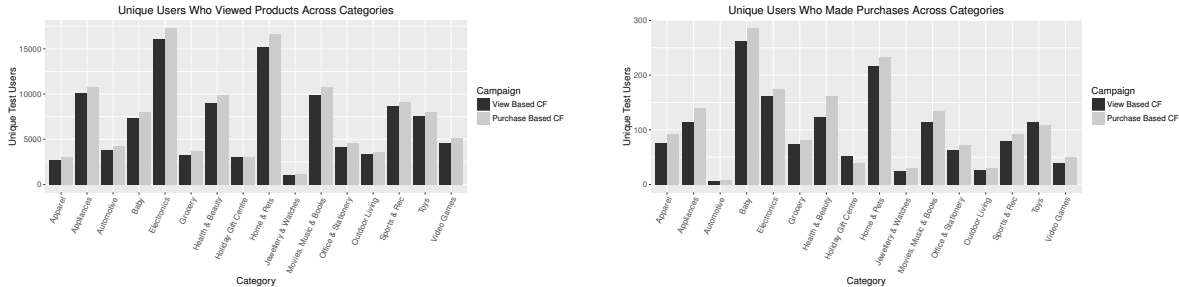 Unique Users Who Viewed Products Across Categories
Unique Test Users
15000
10000
5000
0
Apparel
Appliances
Automotive
Baby
Electronics
Grocery
Health & Beauty
Holiday Gift Centre
Home & Pets
Jewellery & Watches
Movies, Music & Books
Office & Stationery
Outdoor Living
Sports & Rec
Toys
Video Games
Category
Campaign
View Based CF
Purchase Based CF
Unique Users Who Made Purchases Across Categories
Unique Test Users
300
200
100
0
Apparel
Appliances
Automotive
Baby
Electronics
Grocery
Health & Beauty
Holiday Gift Centre
Home & Pets
Jewellery & Watches
Movies, Music & Books
Office & Stationery
Outdoor Living
Sports & Rec
Toys
Video Games
Category
Campaign
View Based CF
Purchase Based CF